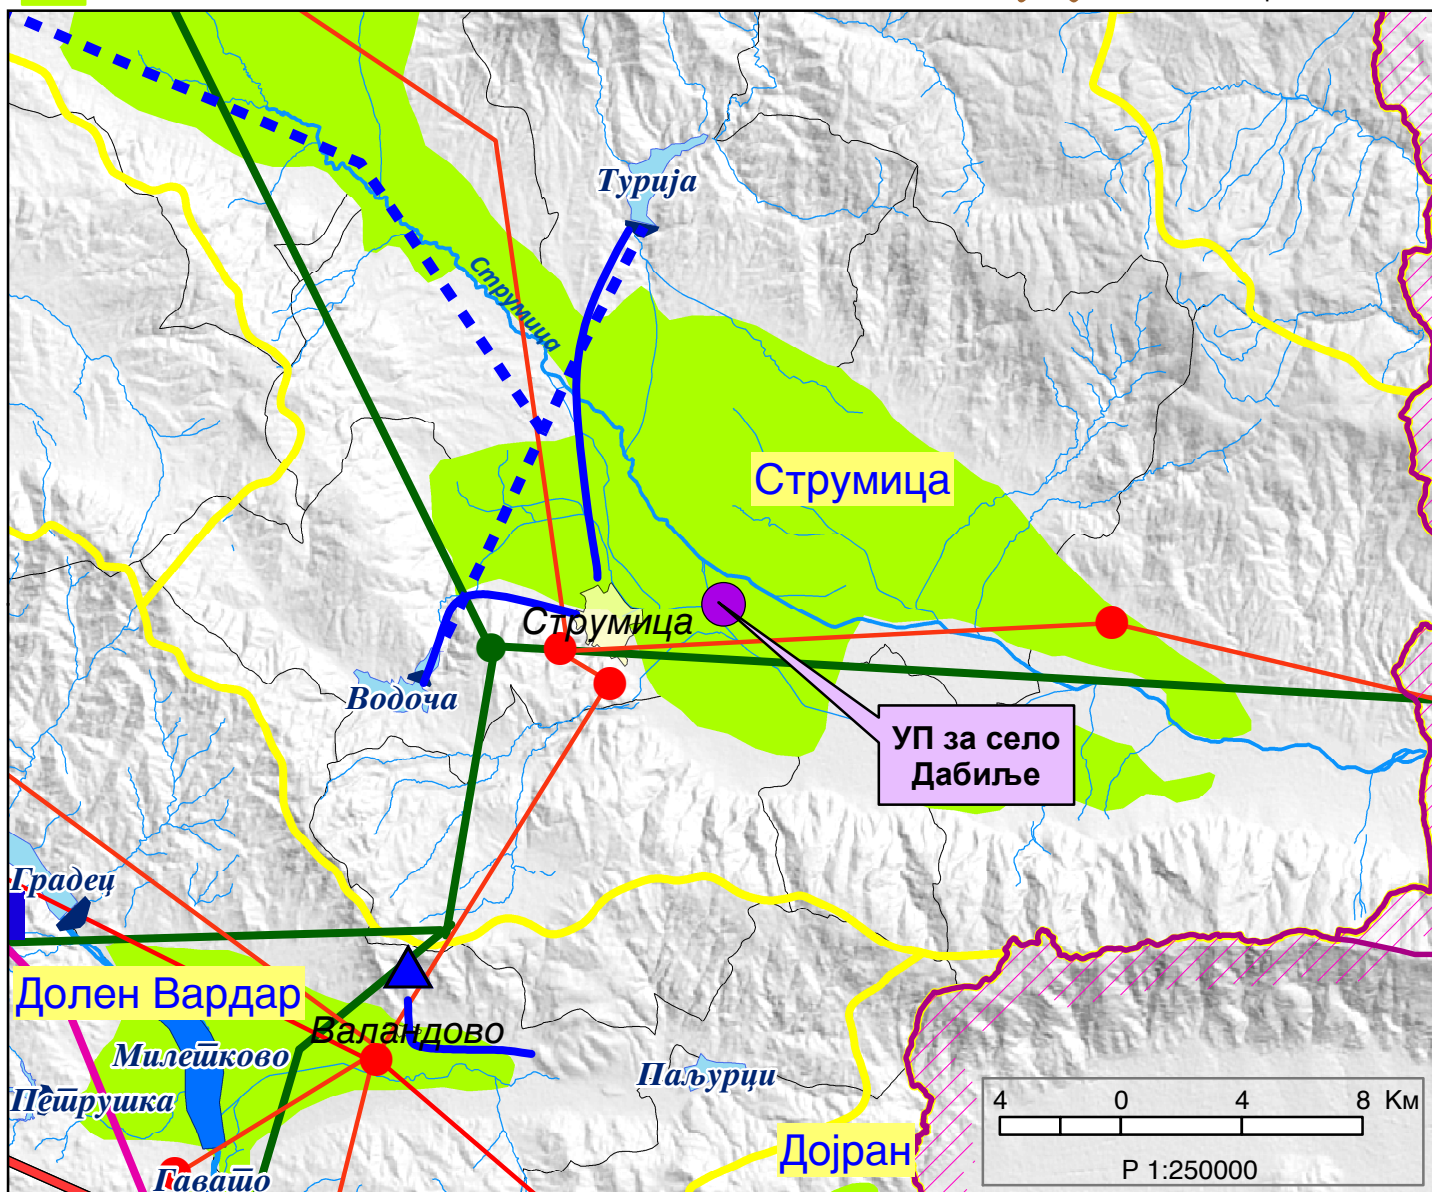 Турија
Струмица
Струмица
Струмица
Водоча
УП за село
Дабиље
Градец
Долен Вардар
Валандово
Милешково
Петрушка
Паљурци
Дојран
Гавато
4 0 4 8 Км
Р 1:250000